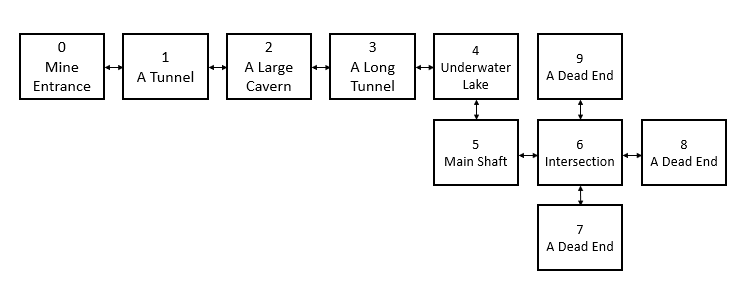 0
Mine
Entrance
1
A Tunnel
2
A Large
Cavern
3
A Long
Tunnel
4
Underwater
Lake
9
A Dead End
5
Main Shaft
6
Intersection
8
A Dead End
7
A Dead End